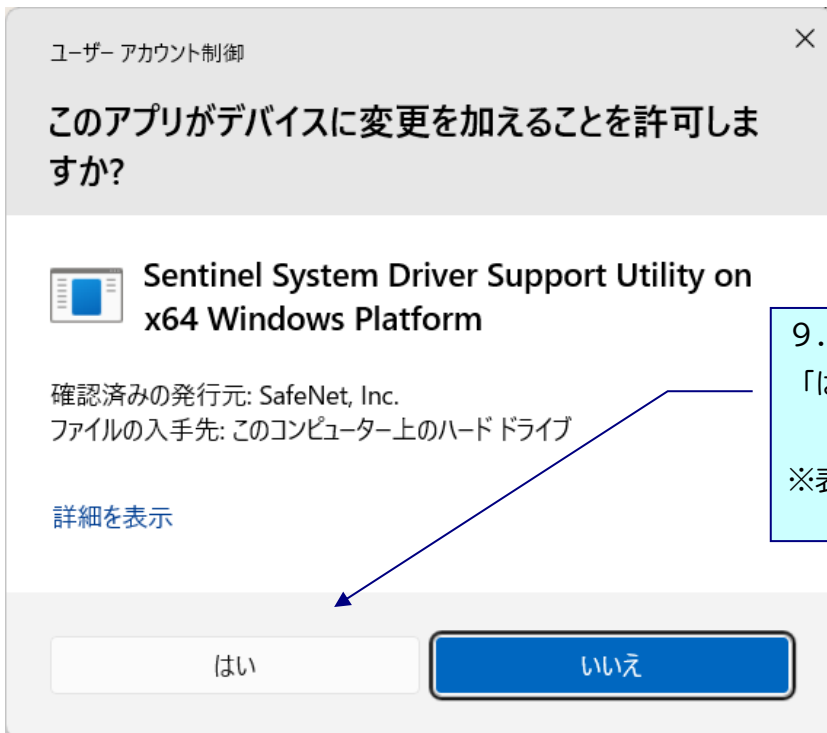 ユーザー アカウント制御
このアプリがデバイスに変更を加えることを許可しま
すか?
Sentinel System Driver Support Utility on
x64 Windows Platform
確認済みの発行元: SafeNet, Inc.
ファイルの入手先: このコンピューター上のハード ドライブ
詳細を表示
はい
いいえ
９.
「は
※